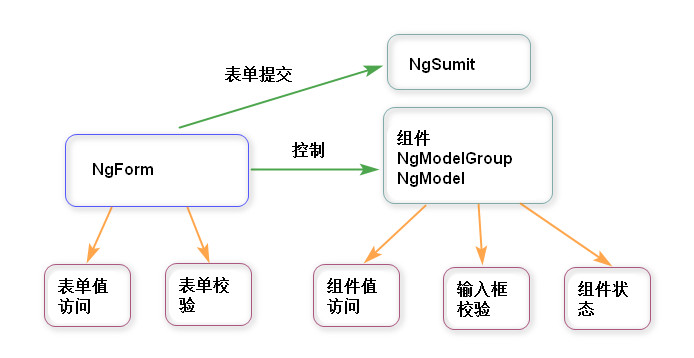 表单提交
NgSumit
NgForm
控制
组件
NgModelGroup
NgModel
表单值
访问
表单校
验
组件值
访问
输入框
校验
组件状
态